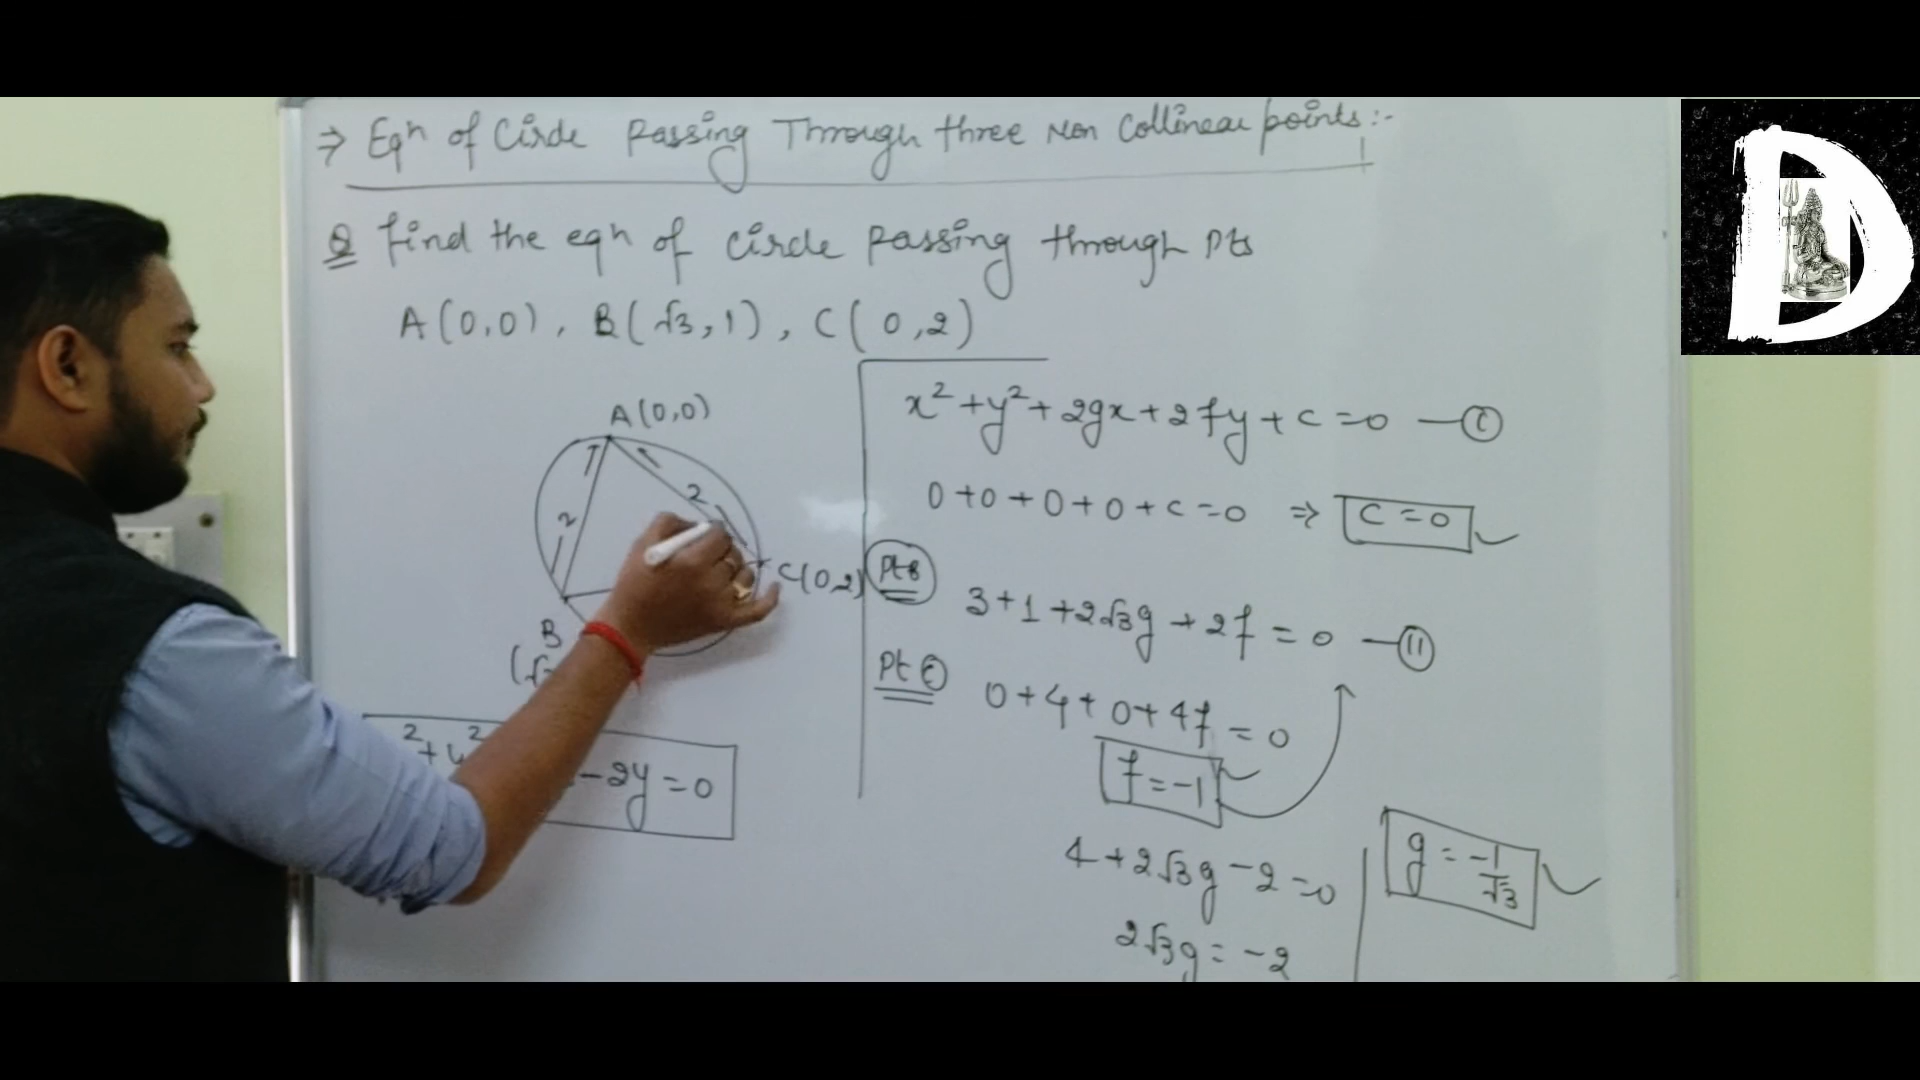 ⇒ Eqn of Circle Passing Through three Non Collinear points:-
Q Find the eqn of circle passing through Pts
A(0,0), B(√3,1), C(0,2)
A(0,0)
2
2
C(0,2)
B
(√
² + y²
-2y = 0
x² + y² + 2gx + 2fy + c = 0 —(I)
0 + 0 + 0 + 0 + c = 0 ⇒ c = 0
Pt B
3 + 1 + 2√3g + 2f = 0 —(II)
Pt C
0 + 4 + 0 + 4f = 0
f = -1
4 + 2√3g - 2 = 0
2√3g = -2
g = -1/√3
D